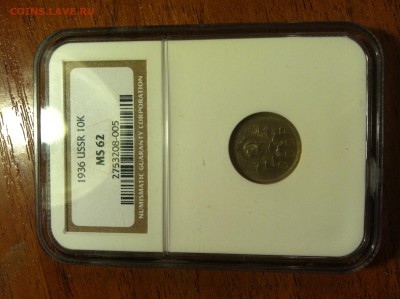 COINS.LAVE.RU
1936 USSR 10K
MS 62
2753208-005
NUMISMATIC GUARANTY CORPORATION